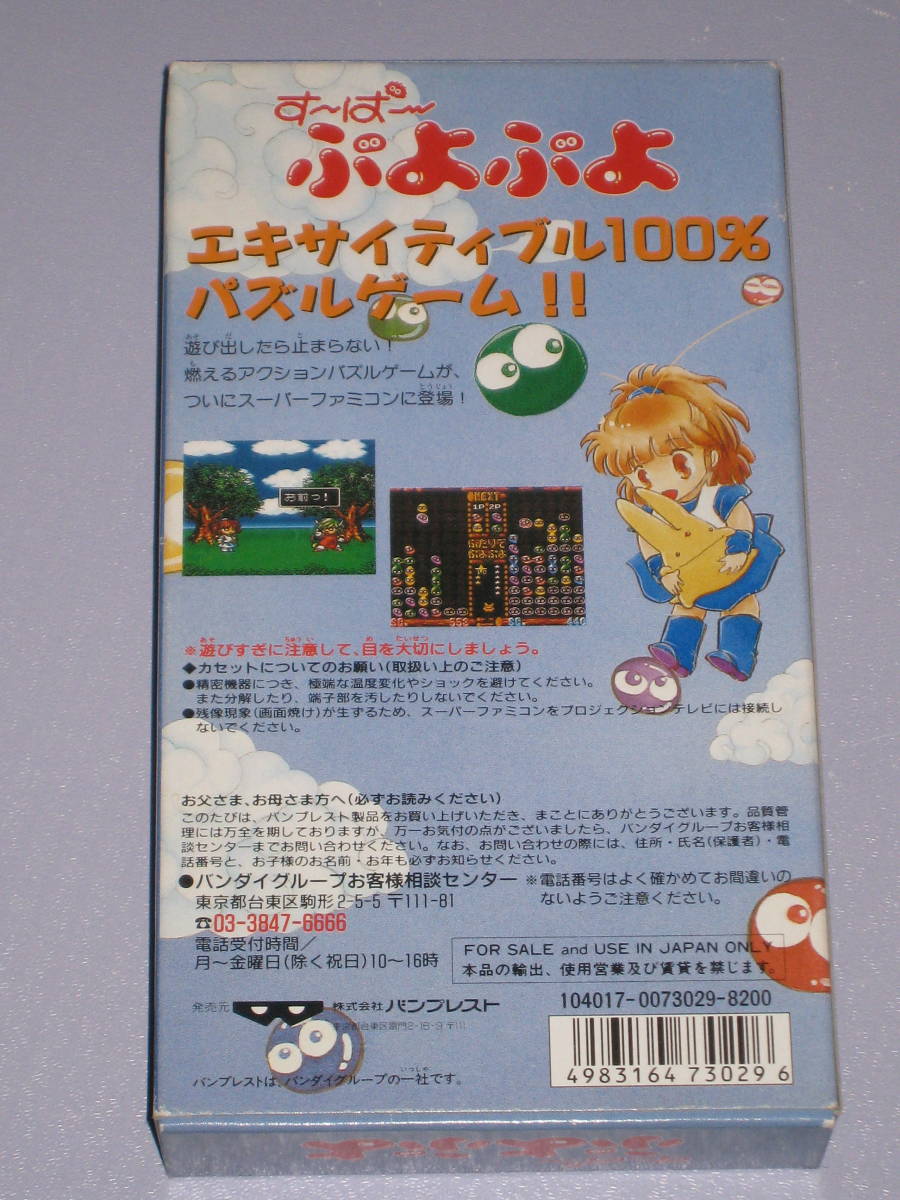 す〜ぱ〜
ぷよぷよ
エキサイティブル100%
パズルゲーム!!
遊び出したら止まらない!
燃えるアクションパズルゲームが、
ついにスーパーファミコンに登場!
お前っ!
NEXT
1P 2P
ふたりで
ぷよぷよ
※遊びすぎに注意して、目を大切にしましょう。
◆カセットについてのお願い(取扱い上のご注意)
●精密機器につき、極端な温度変化やショックを避けてください。
また分解したり、端子部を汚したりしないでください。
●残像現象(画面焼け)が生ずるため、スーパーファミコンをプロジェクションテレビには接続し
ないでください。
お父さま、お母さま方へ(必ずお読みください)
このたびは、バンプレスト製品をお買い上げいただき、まことにありがとうございます。品質管
理には万全を期しておりますが、万一お気付の点がございましたら、バンダイグループお客様相
談センターまでお問い合わせください。なお、お問い合わせの際には、住所・氏名(保護者)・電
話番号と、お子様のお名前・お年も必ずお知らせください。
●バンダイグループお客様相談センター ※電話番号はよく確かめてお間違いの
東京都台東区駒形2-5-5 〒111-81 ないようご注意ください。
☎03-3847-6666
電話受付時間/
月〜金曜日(除く祝日)10〜16時
FOR SALE and USE IN JAPAN ONLY
本品の輸出、使用営業及び賃貸を禁じます。
発売元 株式会社 バンプレスト
104017-0073029-8200
4983164 730296
バンプレストは、バンダイグループの一社です。
ぷよぷよ